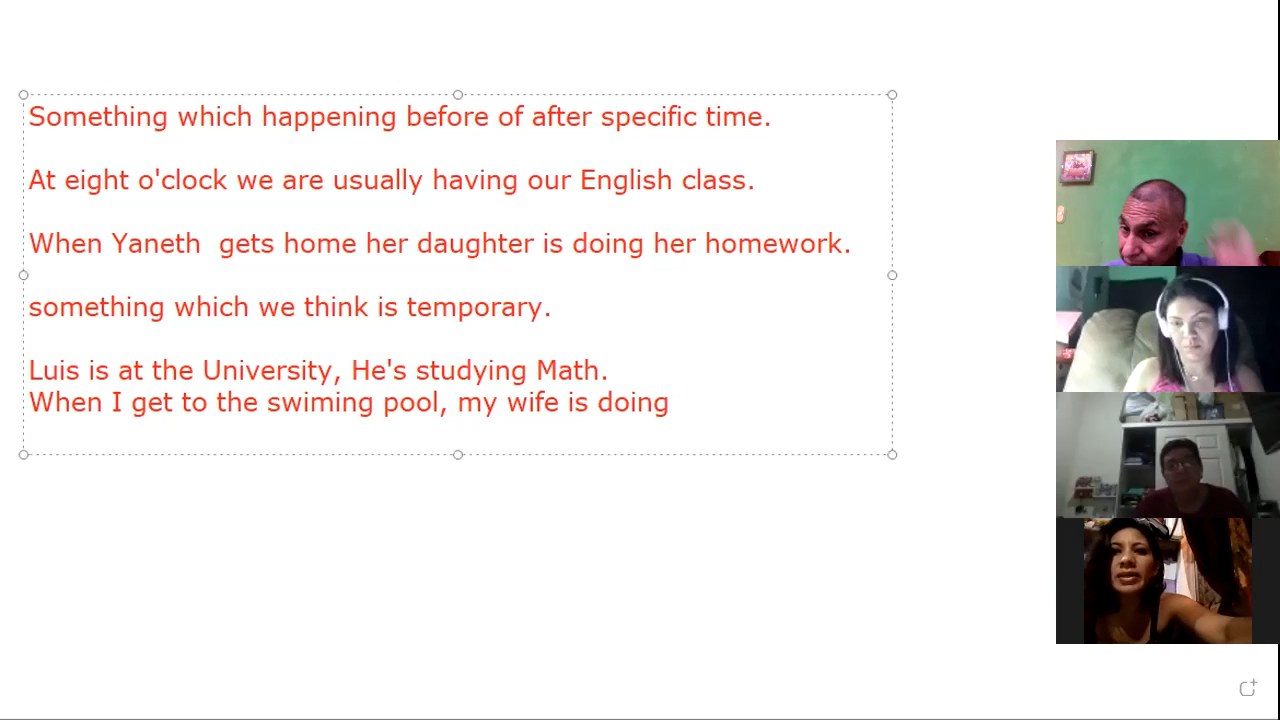 Something which happening before of after specific time.
At eight o'clock we are usually having our English class.
When Yaneth  gets home her daughter is doing her homework.
something which we think is temporary.
Luis is at the University, He's studying Math.
When I get to the swiming pool, my wife is doing